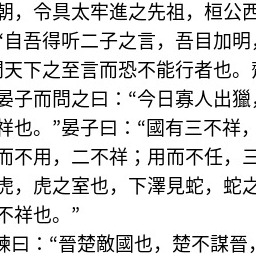 朝，令具太牢進之先祖，桓公西
“自吾得听二子之言，吾目加明，
天下之至言而恐不能行者也。
晏子而問之曰：“今日寡人出獵，
祥也。”晏子曰：“國有三不祥，
而不用，二不祥；用而不任，三
虎，虎之室也，下澤見蛇，蛇之
不祥也。”
諫曰：“晉楚敵國也，楚不謀晉，